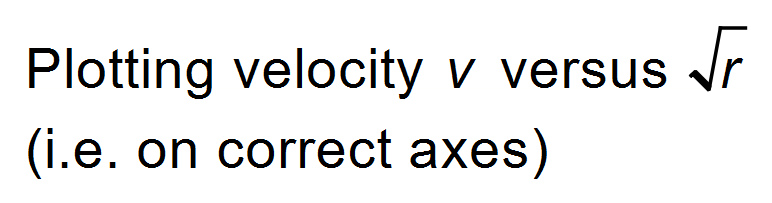 Plotting velocity v versus √r
(i.e. on correct axes)